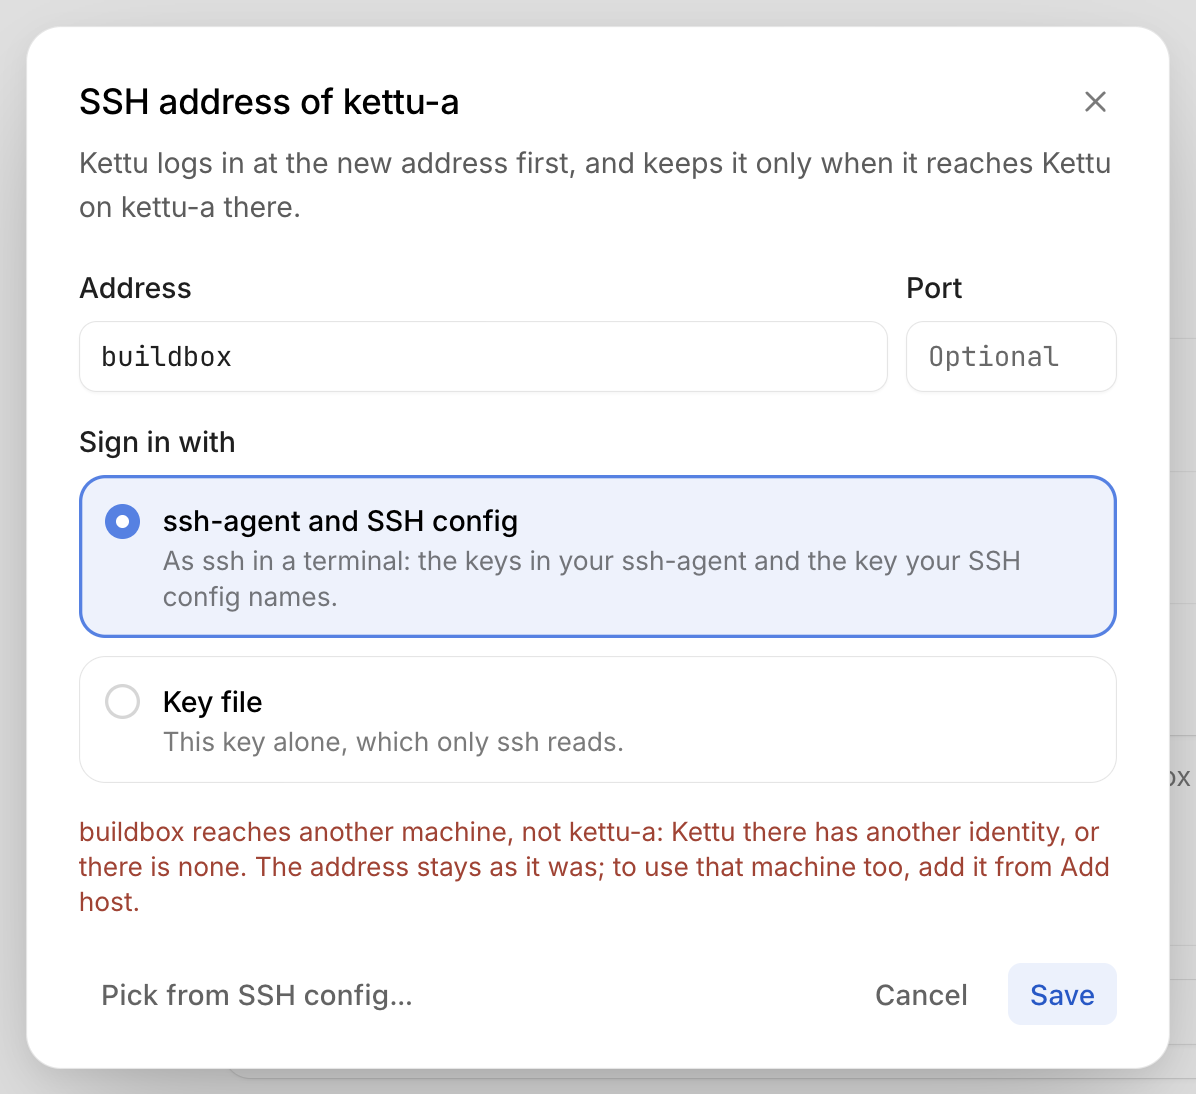 SSH address of kettu-a
Kettu logs in at the new address first, and keeps it only when it reaches Kettu
on kettu-a there.
Address
Port
buildbox
Optional
Sign in with
ssh-agent and SSH config
As ssh in a terminal: the keys in your ssh-agent and the key your SSH
config names.
Key file
This key alone, which only ssh reads.
buildbox reaches another machine, not kettu-a: Kettu there has another identity, or
there is none. The address stays as it was; to use that machine too, add it from Add
host.
Pick from SSH config...
Cancel
Save